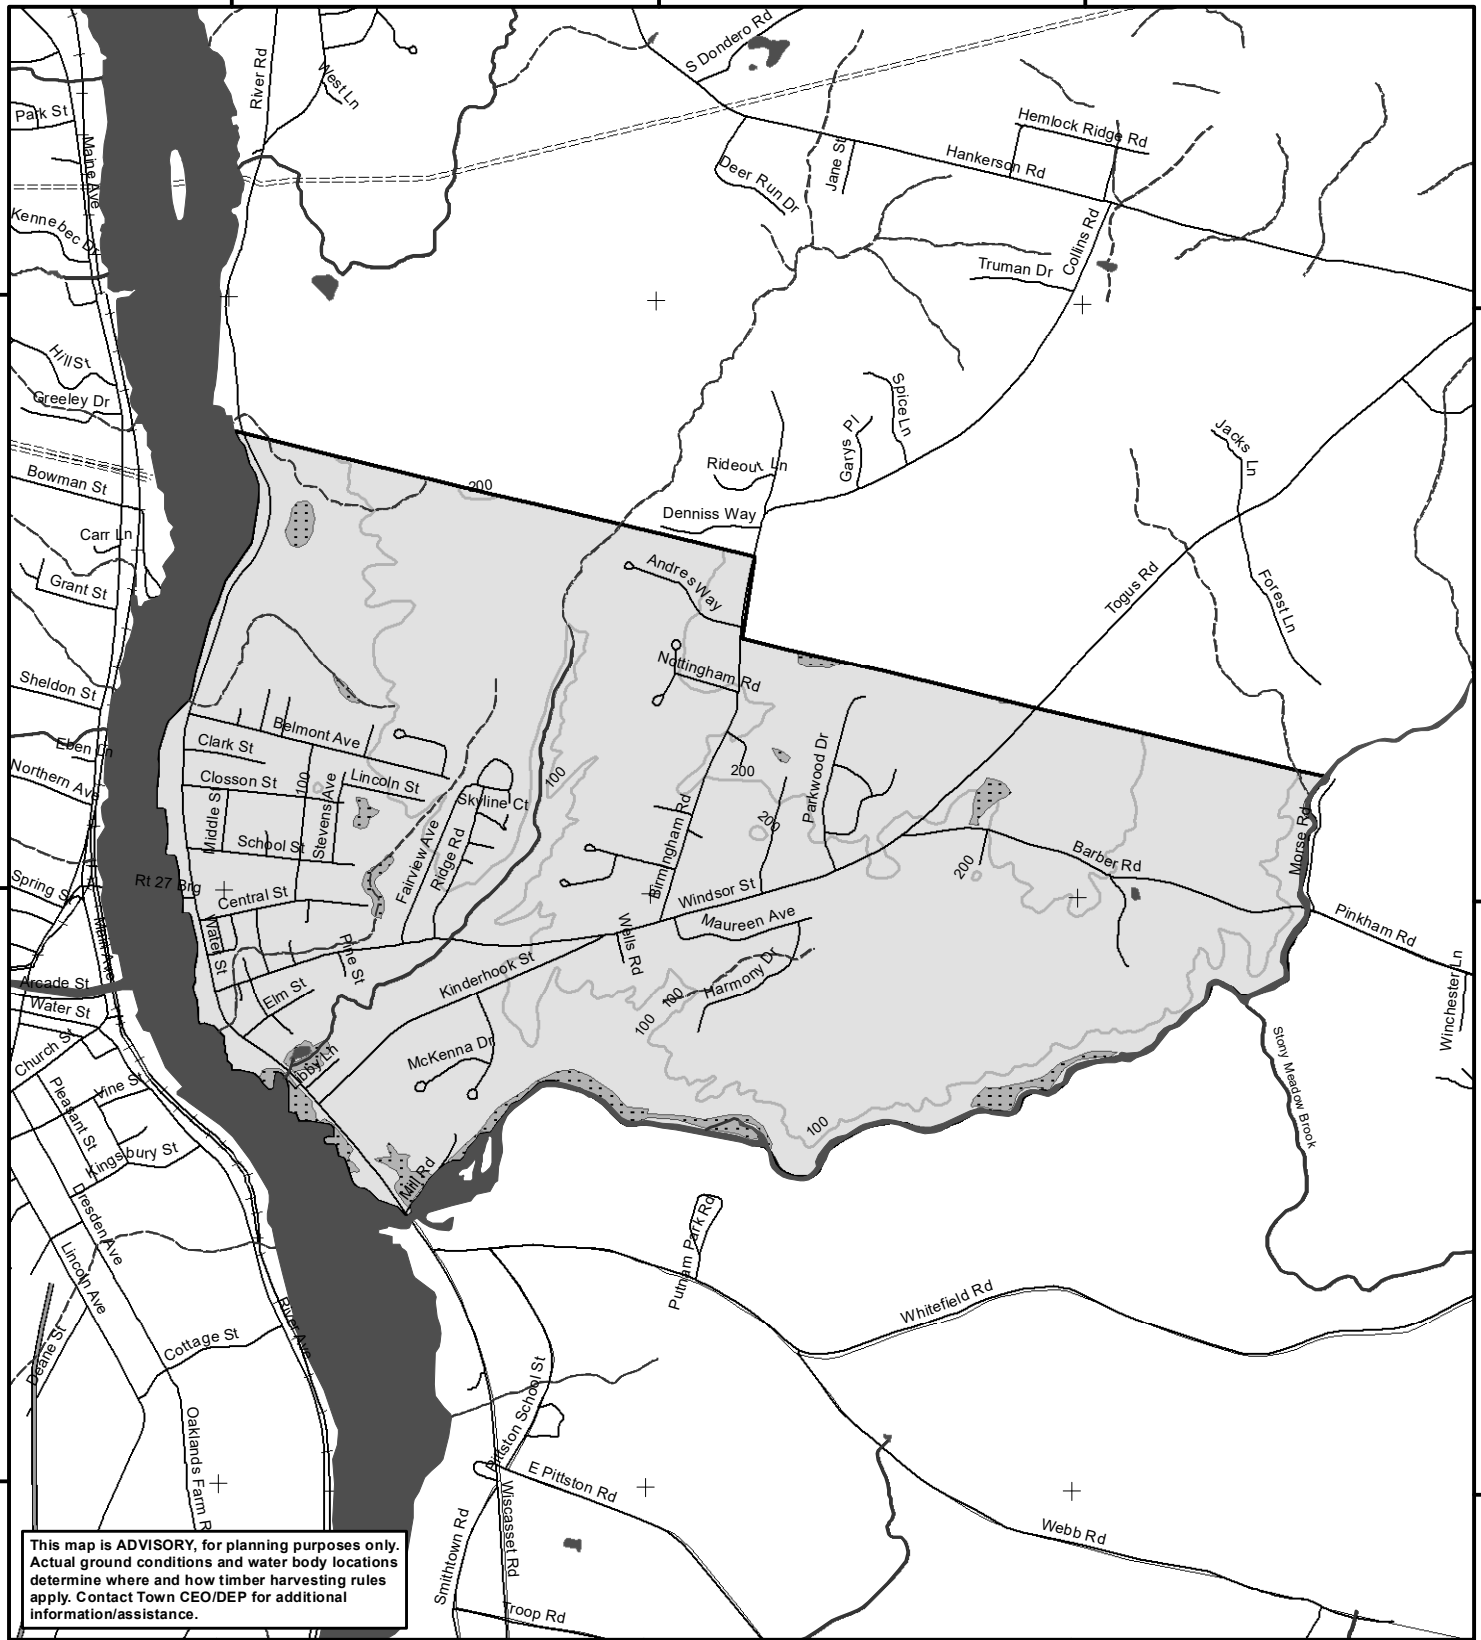 S Dondero Rd
River Rd
West Ln
Park St
Maine Ave
Hemlock Ridge Rd
Hankerson Rd
Jane St
Deer Run Dr
Kennebec Dr
Collins Rd
Truman Dr
Hill St
Greeley Dr
Spice Ln
Garys Pl
Jacks Ln
Rideout Ln
Bowman St
200
Denniss Way
Carr Ln
Andres Way
Grant St
Togus Rd
Forest Ln
Nottingham Rd
Sheldon St
Belmont Ave
Eben Ln
Clark St
Northern Ave
Closson St
100
Lincoln St
100
200
Parkwood Dr
Skyline Ct
Middle St
Stevens Ave
School St
Fairview Ave
Ridge Rd
Birmingham Rd
200
Morse Rd
Barber Rd
200
Spring St
Rt 27 Brg
Central St
Windsor St
Maureen Ave
Pinkham Rd
Water St
Main Ave
Pine St
Wells Rd
Kinderhook St
Harmony Dr
Winchester Ln
Arcade St
Elm St
100
100
Water St
Church St
Libby Ln
McKenna Dr
Stony Meadow Brook
Vine St
Pleasant St
100
Kingsbury St
Mill Rd
Dresden Ave
Putnam Park Rd
Lincoln Ave
Whitefield Rd
River Ave
Deane St
Cottage St
Pittston School St
Oaklands Farm R
E Pittston Rd
Wiscasset Rd
Smithtown Rd
Webb Rd
Troop Rd
This map is ADVISORY, for planning purposes only.
Actual ground conditions and water body locations
determine where and how timber harvesting rules
apply. Contact Town CEO/DEP for additional
information/assistance.